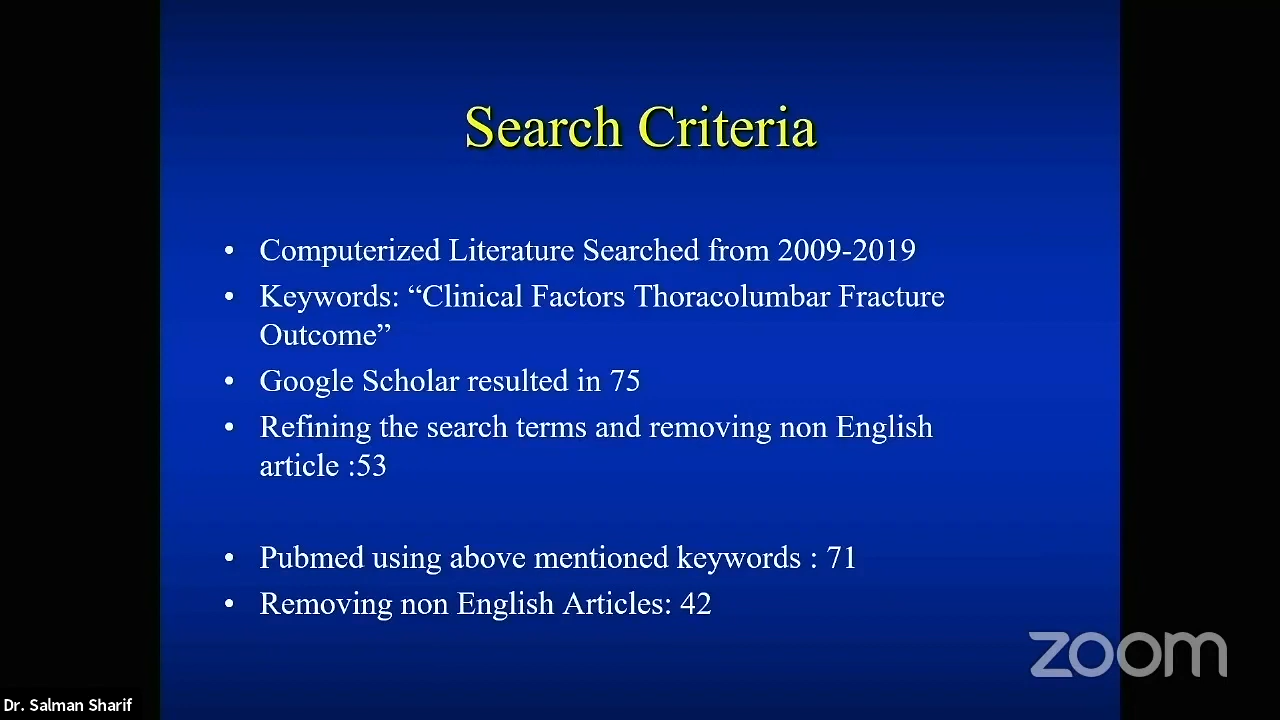 Search Criteria
• Computerized Literature Searched from 2009-2019
• Keywords: “Clinical Factors Thoracolumbar Fracture
Outcome”
• Google Scholar resulted in 75
• Refining the search terms and removing non English
article :53
• Pubmed using above mentioned keywords : 71
• Removing non English Articles: 42
zoom
Dr. Salman Sharif